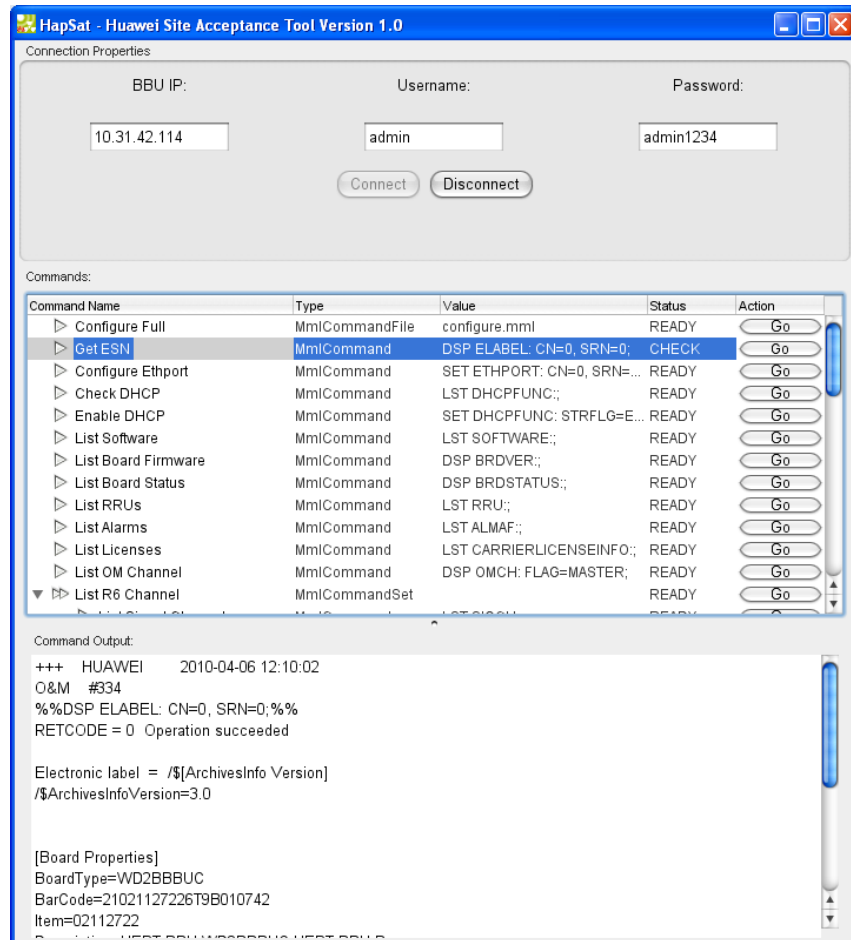 HapSat - Huawei Site Acceptance Tool Version 1.0
Connection Properties
BBU IP: Username: Password:
10.31.42.114 admin admin1234
Connect Disconnect
Commands:
Command Name Type Value Status Action
Configure Full MmlCommandFile configure.mml READY Go
Get ESN MmlCommand DSP ELABEL: CN=0, SRN=0; CHECK Go
Configure Ethport MmlCommand SET ETHPORT: CN=0, SRN=... READY Go
Check DHCP MmlCommand LST DHCPFUNC:; READY Go
Enable DHCP MmlCommand SET DHCPFUNC: STRFLG=E... READY Go
List Software MmlCommand LST SOFTWARE:; READY Go
List Board Firmware MmlCommand DSP BRDVER:; READY Go
List Board Status MmlCommand DSP BRDSTATUS:; READY Go
List RRUs MmlCommand LST RRU:; READY Go
List Alarms MmlCommand LST ALMAF:; READY Go
List Licenses MmlCommand LST CARRIERLICENSEINFO:; READY Go
List OM Channel MmlCommand DSP OMCH: FLAG=MASTER; READY Go
List R6 Channel MmlCommandSet READY Go
Command Output:
+++ HUAWEI 2010-04-06 12:10:02
O&M #334
%%DSP ELABEL: CN=0, SRN=0;%%
RETCODE = 0 Operation succeeded
Electronic label = /$[ArchivesInfo Version]
/$ArchivesInfoVersion=3.0
[Board Properties]
BoardType=WD2BBBUC
BarCode=21021127226T9B010742
Item=02112722